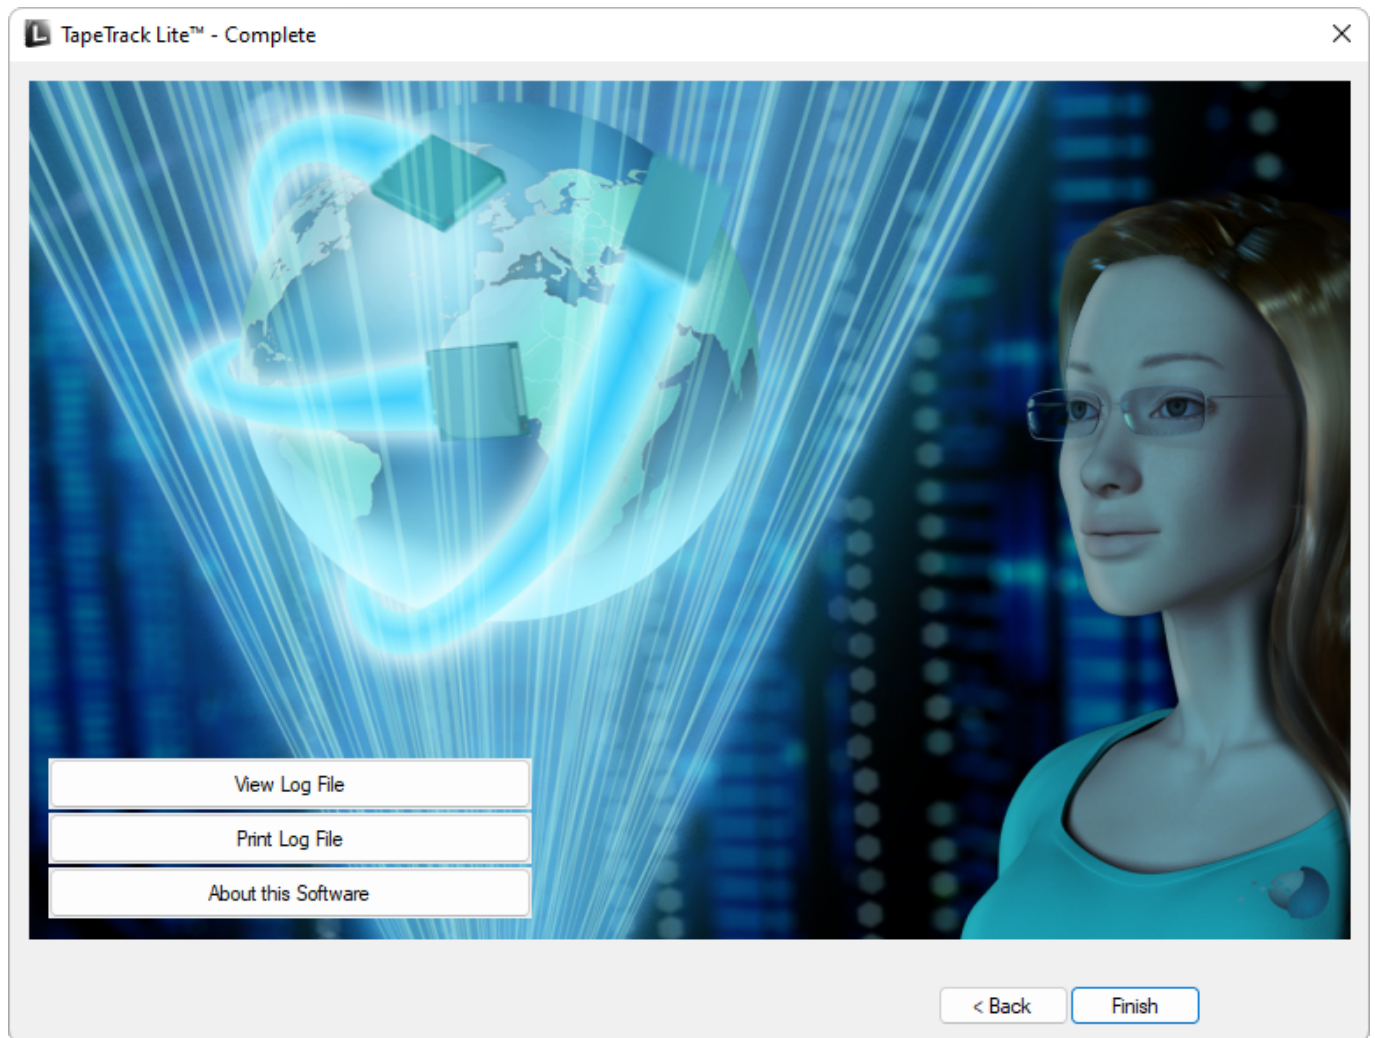 TapeTrack Lite™ - Complete
View Log File
Print Log File
About this Software
< Back
Finish